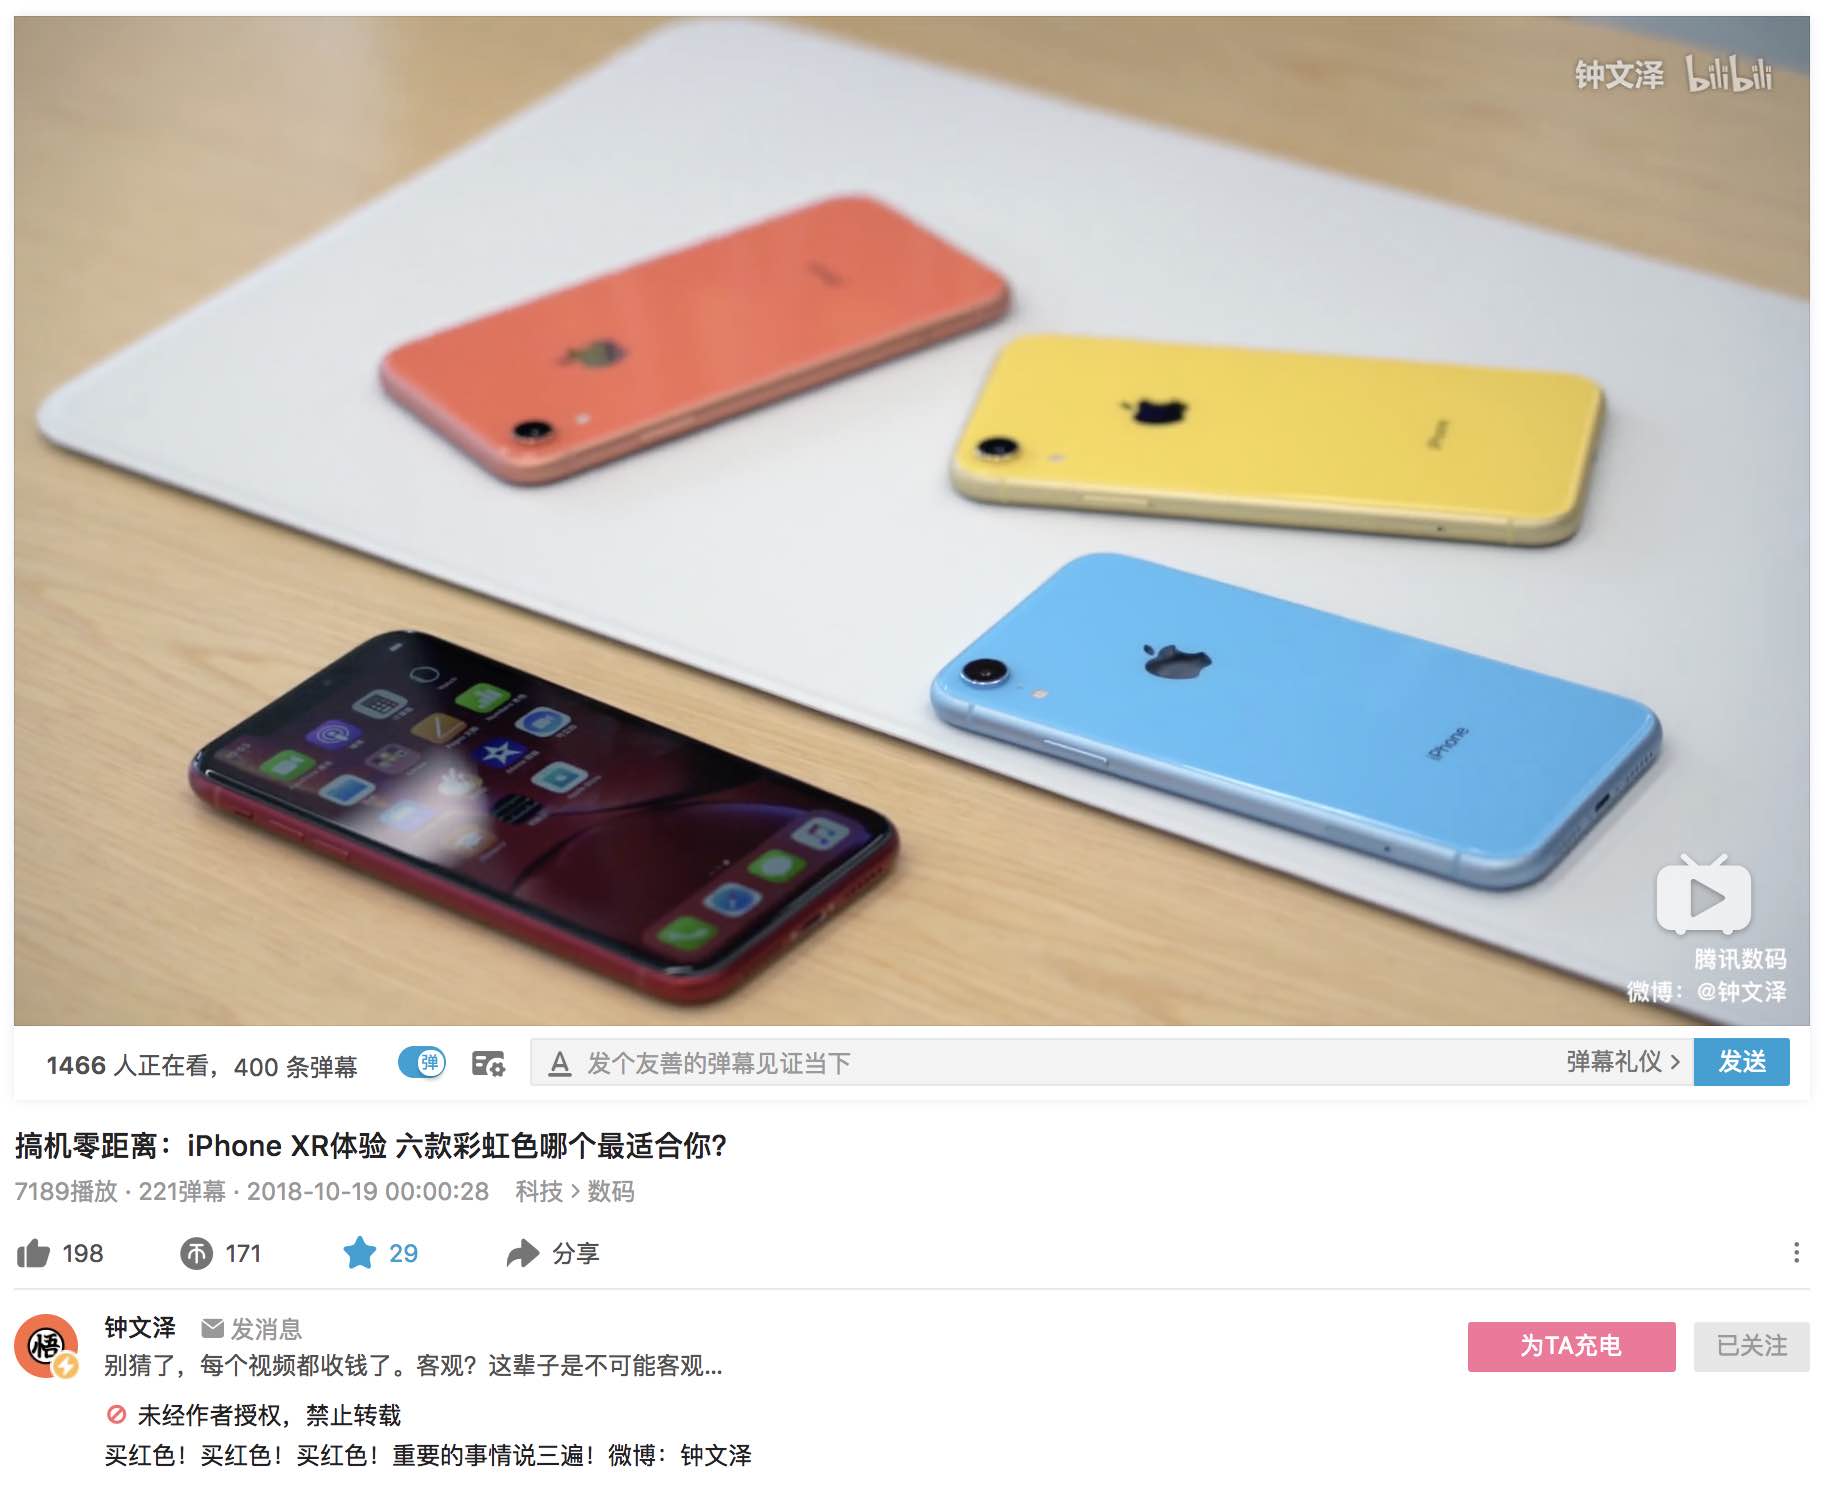 钟文泽 bilibili
iPhone
腾讯数码
微博：@钟文泽
1466 人正在看，400 条弹幕
弹
A
发个友善的弹幕见证当下
弹幕礼仪 >
发送
搞机零距离：iPhone XR体验 六款彩虹色哪个最适合你？
7189播放 · 221弹幕 · 2018-10-19 00:00:28 科技 > 数码
198
171
29
分享
悟
钟文泽 发消息
别猜了，每个视频都收钱了。客观？这辈子是不可能客观...
为TA充电
已关注
未经作者授权，禁止转载
买红色！买红色！买红色！重要的事情说三遍！微博：钟文泽